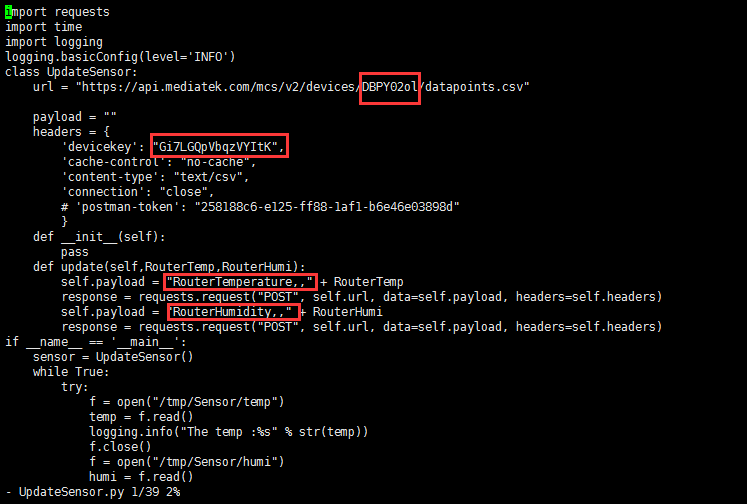 import requests
import time
import logging
logging.basicConfig(level='INFO')
class UpdateSensor:
    url = "https://api.mediatek.com/mcs/v2/devices/DBPY02ol/datapoints.csv"
    payload = ""
    headers = {
        'devicekey': "Gi7LGQpVbqzVYItK",
        'cache-control': "no-cache",
        'content-type': "text/csv",
        'connection': "close",
        # 'postman-token': "258188c6-e125-ff88-1af1-b6e46e03898d"
        }
    def __init__(self):
        pass
    def update(self,RouterTemp,RouterHumi):
        self.payload = "RouterTemperature,," + RouterTemp
        response = requests.request("POST", self.url, data=self.payload, headers=self.headers)
        self.payload = "RouterHumidity,," + RouterHumi
        response = requests.request("POST", self.url, data=self.payload, headers=self.headers)
if __name__ == '__main__':
    sensor = UpdateSensor()
    while True:
        try:
            f = open("/tmp/Sensor/temp")
            temp = f.read()
            logging.info("The temp :%s" % str(temp))
            f.close()
            f = open("/tmp/Sensor/humi")
            humi = f.read()
- UpdateSensor.py 1/39 2%